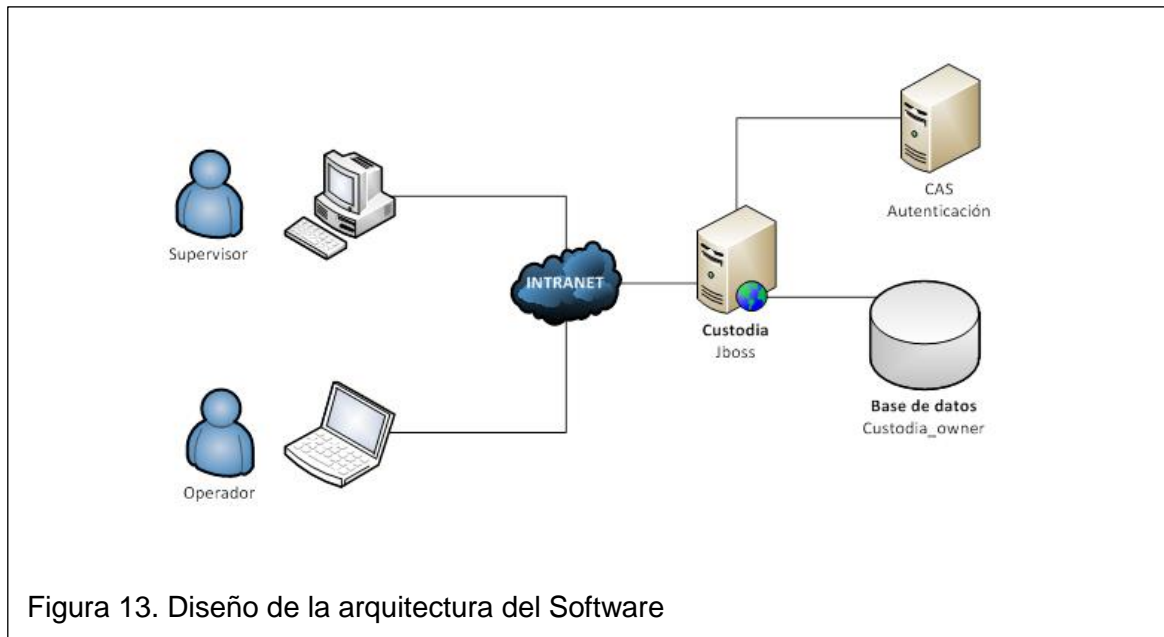 Supervisor
Operador
INTRANET
Custodia
Jboss
CAS
Autenticación
Base de datos
Custodia_owner
Figura 13. Diseño de la arquitectura del Software